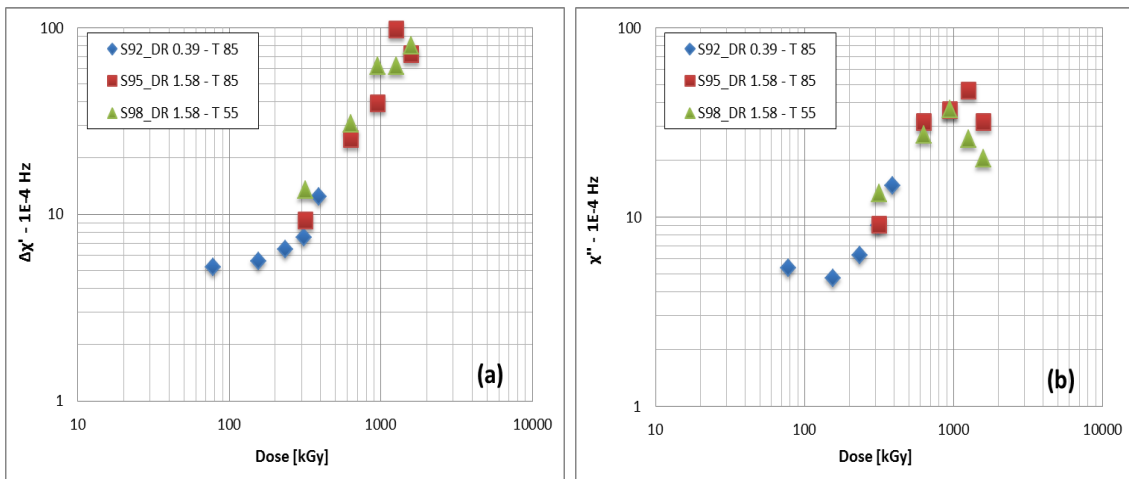 100
10
1
Δχ' - 1E-4 Hz
S92_DR 0.39 - T 85
S95_DR 1.58 - T 85
S98_DR 1.58 - T 55
(a)
10 100 1000 10000
Dose [kGy]
100
10
1
χ" - 1E-4 Hz
S92_DR 0.39 - T 85
S95_DR 1.58 - T 85
S98_DR 1.58 - T 55
(b)
10 100 1000 10000
Dose [kGy]